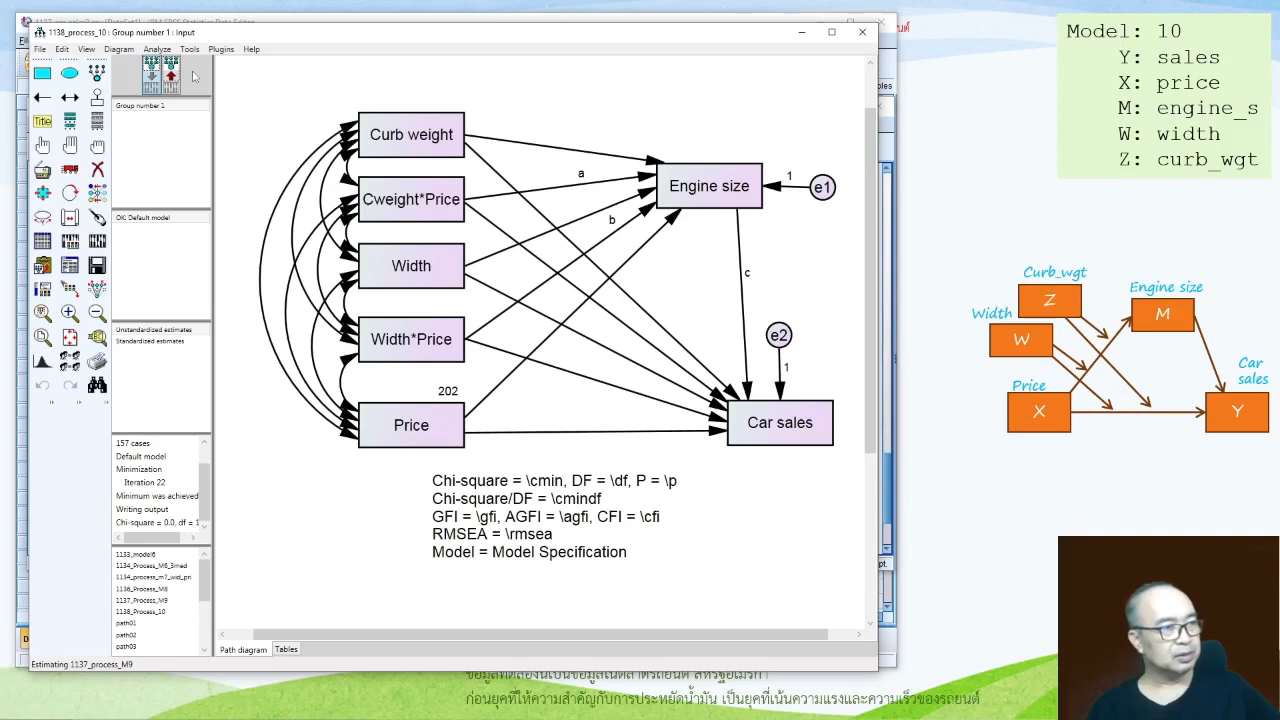 1138_process_10 : Group number 1 : Input
File Edit View Diagram Analyze Tools Plugins Help
Title
Group number 1
OK: Default model
Unstandardized estimates
Standardized estimates
157 cases
Default model
Minimization
Iteration 22
Minimum was achieved
Writing output
Chi-square = 0.0, df = 1
1133_model6
1134_Process_M6_3med
1134_process_m7_wid_pri
1136_Process_M8
1137_Process_M9
1138_Process_10
path01
path02
path03
Curb weight
Cweight*Price
Width
Width*Price
202
Price
a
b
c
Engine size
1
e1
e2
1
Car sales
Chi-square = \cmin, DF = \df, P = \p
Chi-square/DF = \cmindf
GFI = \gfi, AGFI = \agfi, CFI = \cfi
RMSEA = \rmsea
Model = Model Specification
Path diagram Tables
Estimating 1137_process_M9
Model: 10
Y: sales
X: price
M: engine_s
W: width
Z: curb_wgt
Curb_wgt
Z
Engine size
M
Width
W
Price
X
Car
sales
Y
ก่อนยุคที่ให้ความสำคัญกับการประหยัดน้ำมัน เป็นยุคที่เน้นความแรงและความเร็วของรถยนต์